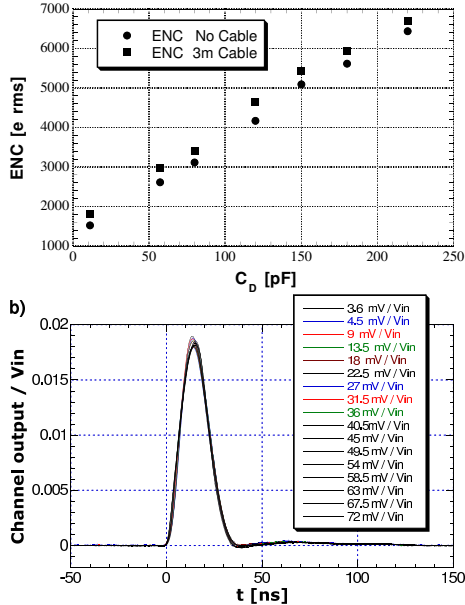 7000
6000
5000
4000
3000
2000
1000
ENC [e rms]
ENC No Cable
ENC 3m Cable
0
50
100
150
200
250
C_D [pF]
b)
0.02
0.015
0.01
0.005
0
Channel output / Vin
3.6 mV / Vin
4.5 mV / Vin
9 mV / Vin
13.5 mV / Vin
18 mV / Vin
22.5 mV / Vin
27 mV / Vin
31.5 mV / Vin
36 mV / Vin
40.5mV / Vin
45 mV / Vin
49.5 mV / Vin
54 mV / Vin
58.5 mV / Vin
63 mV / Vin
67.5 mV / Vin
72 mV / Vin
-50
0
50
100
150
t [ns]